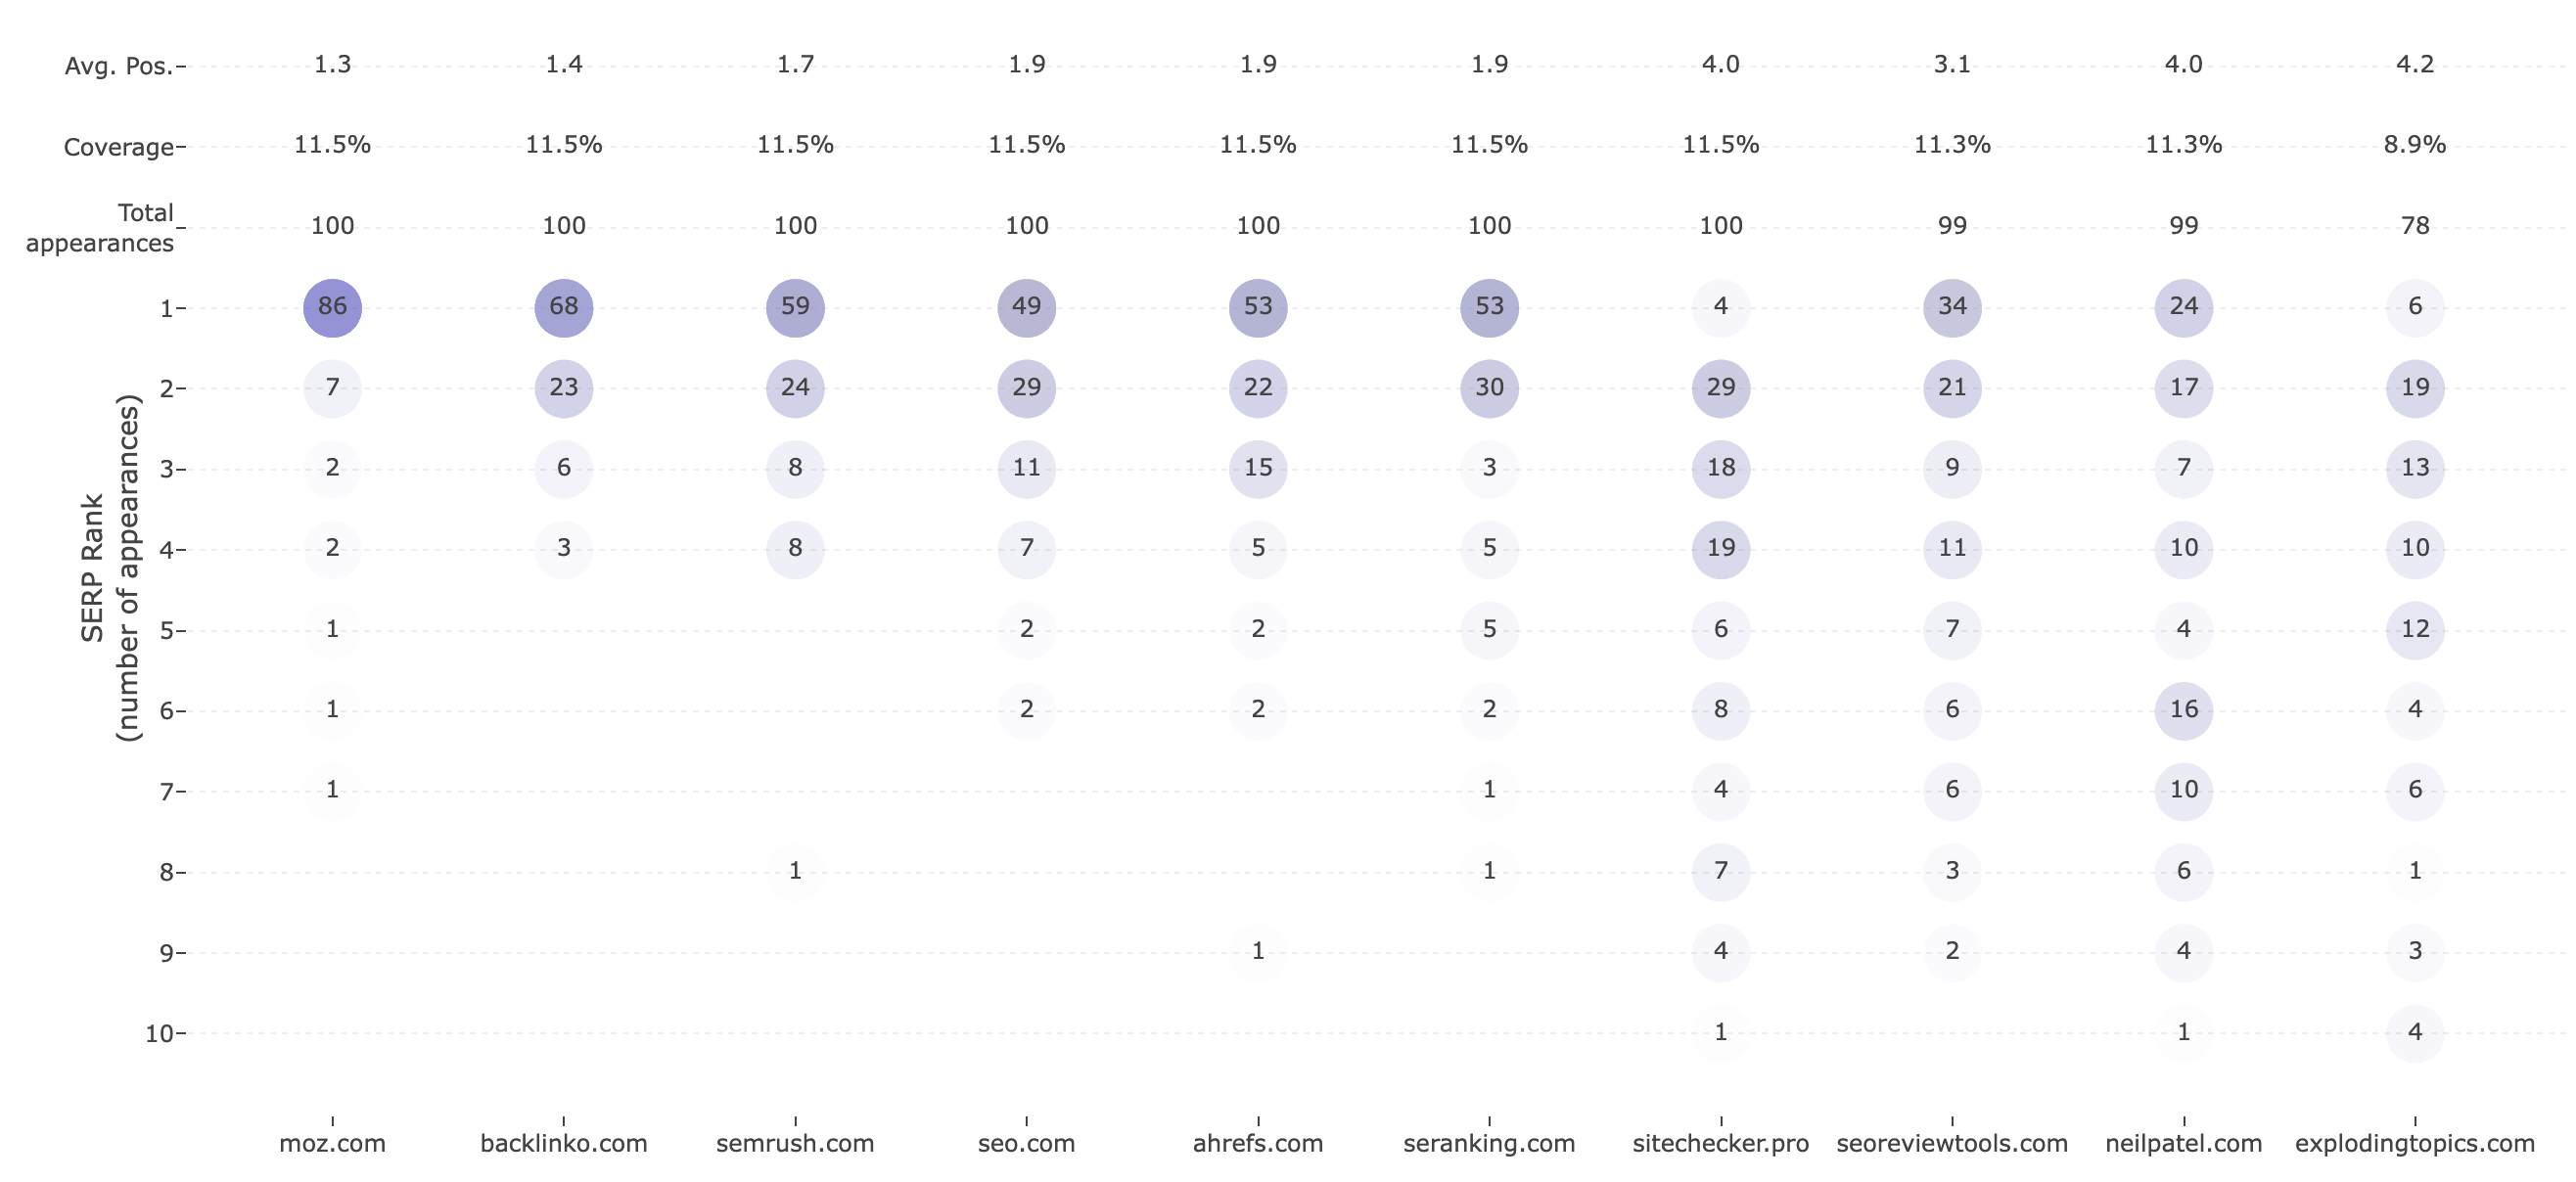 Avg. Pos. 1.3 1.4 1.7 1.9 1.9 1.9 4.0 3.1 4.0 4.2
Coverage 11.5% 11.5% 11.5% 11.5% 11.5% 11.5% 11.5% 11.3% 11.3% 8.9%
Total
appearances 100 100 100 100 100 100 100 99 99 78
1 86 68 59 49 53 53 4 34 24 6
2 7 23 24 29 22 30 29 21 17 19
3 2 6 8 11 15 3 18 9 7 13
4 2 3 8 7 5 5 19 11 10 10
5 1 2 2 5 6 7 4 12
6 1 2 2 2 8 6 16 4
7 1 1 4 6 10 6
8 1 1 7 3 6 1
9 1 4 2 4 3
10 1 1 4
SERP Rank
(number of appearances)
moz.com backlinko.com semrush.com seo.com ahrefs.com seranking.com sitechecker.pro seoreviewtools.com neilpatel.com explodingtopics.com